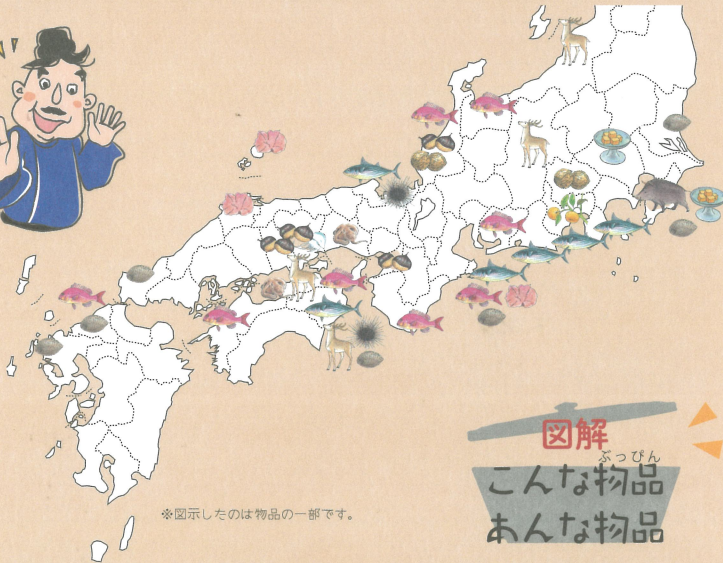 図解
ぶっぴん
こんな物品
あんな物品
※図示したのは物品の一部です。